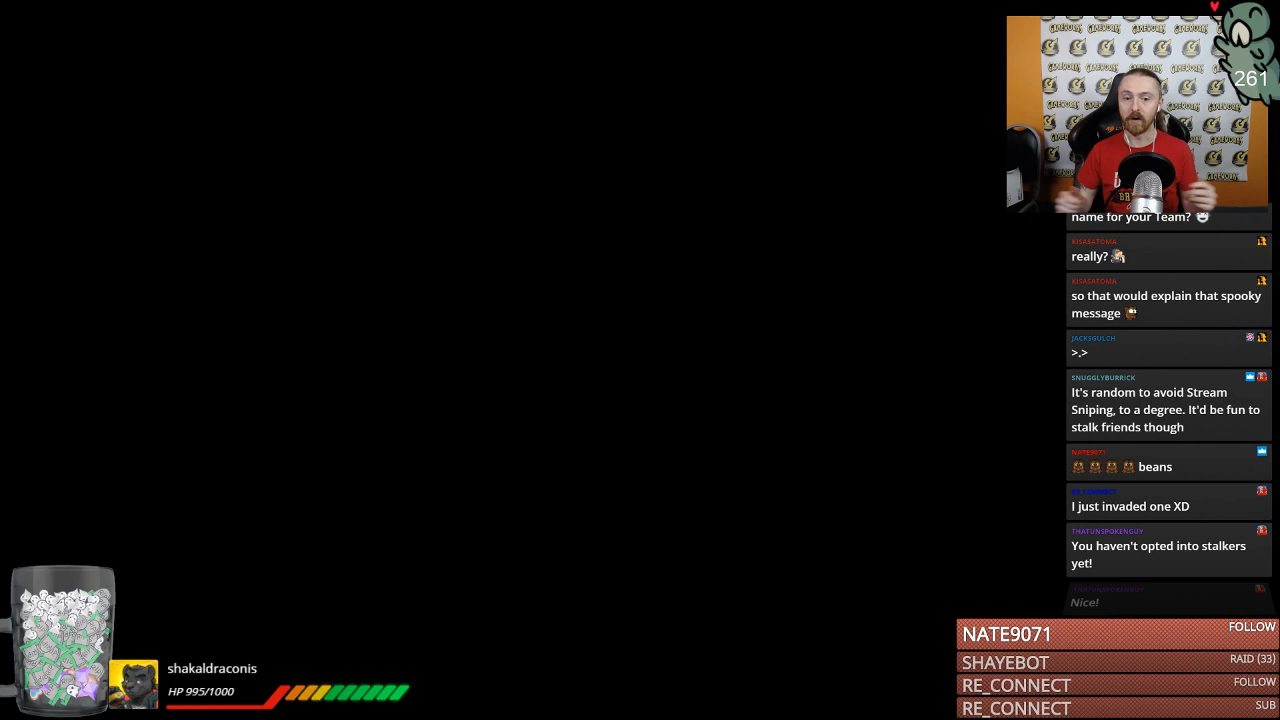 261
name for your Team?
KISASATOMA
really?
KISASATOMA
so that would explain that spooky
message
JACKSGULCH
>.>
SNUGGLYBURRICK
It's random to avoid Stream
Sniping, to a degree. It'd be fun to
stalk friends though
NATE9071
beans
RE_CONNECT
I just invaded one XD
THATUNSPOKENGUY
You haven't opted into stalkers
yet!
THATUNSPOKENGUY
Nice!
NATE9071 FOLLOW
SHAYEBOT RAID (33)
RE_CONNECT FOLLOW
RE_CONNECT SUB
shakaldraconis
HP 995/1000